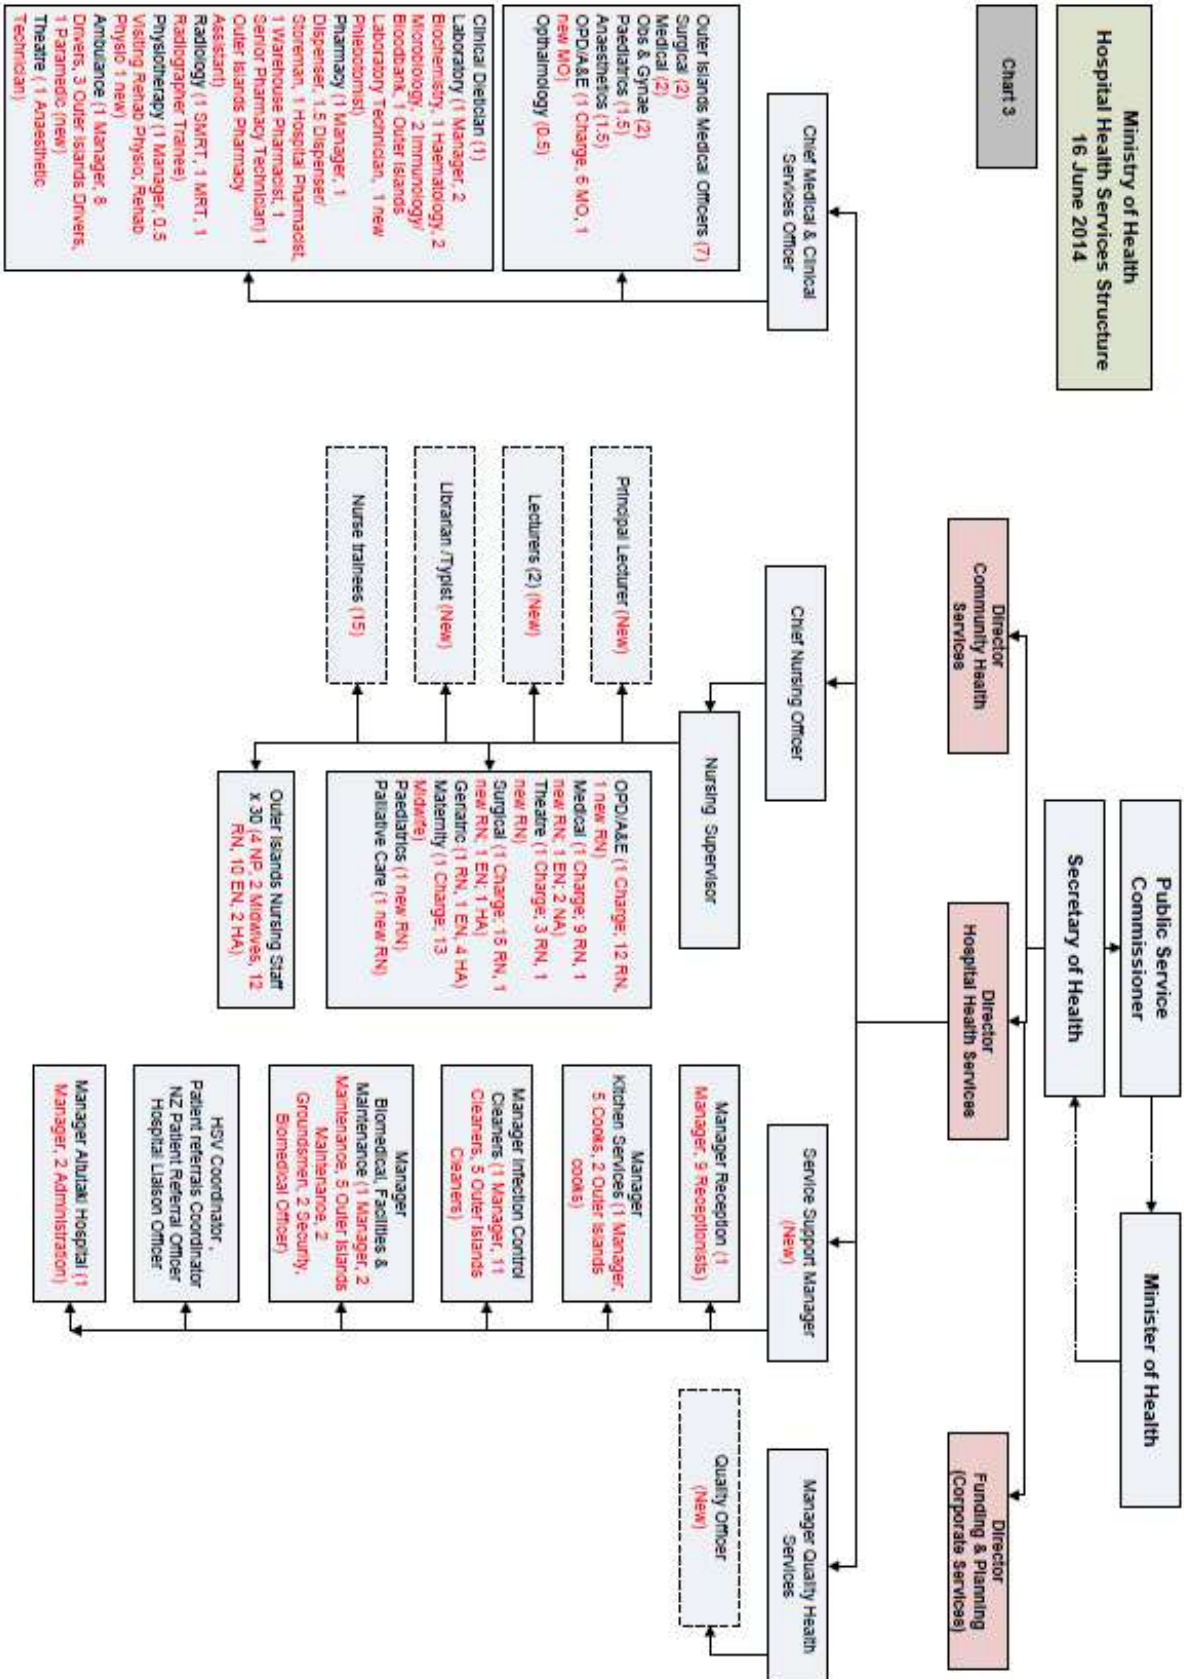 Ministry of Health
Hospital Health Services Structure
16 June 2014
Chart 3
Public Service
Commissioner
Minister of Health
Secretary of Health
Director
Community Health
Services
Director
Hospital Health Services
Director
Funding & Planning
(Corporate Services)
Chief Medical & Clinical
Services Officer
Chief Nursing Officer
Service Support Manager
(New)
Manager Quality Health
Services
Outer Islands Medical Officers (7)
Surgical (2)
Medical (2)
Obs & Gynae (2)
Paediatrics (1.5)
Anaesthetics (1.5)
OPD/A&E (1 Charge, 6 MO, 1
new MO)
Opthalmology (0.5)
Clinical Dietician (1)
Laboratory (1 Manager, 2
Biochemistry, 1 Haematology, 2
Microbiology, 2 Immunology/
Bloodbank, 1 Outer Islands
Laboratory Technician, 1 new
Phlebotomist)
Pharmacy (1 Manager, 1
Dispenser, 1.5 Dispenser/
Storeman, 1 Hospital Pharmacist,
1 Warehouse Pharmacist, 1
Senior Pharmacy Technician) 1
Outer Islands Pharmacy
Assistant)
Radiology (1 SMRT, 1 MRT, 1
Radiographer Trainee)
Physiotherapy (1 Manager, 0.5
Visiting Rehab Physio; Rehab
Physio 1 new)
Ambulance (1 Manager, 8
Drivers, 3 Outer Islands Drivers,
1 Paramedic (new)
Theatre ( 1 Anaesthetic
Technician)
Nursing Supervisor
Principal Lecturer (New)
Lecturers (2) (New)
Librarian /Typist (New)
Nurse trainees (15)
OPD/A&E (1 Charge; 12 RN,
1 new RN)
Medical (1 Charge; 9 RN, 1
new RN; 1 EN; 2 NA)
Theatre (1 Charge; 3 RN, 1
new RN)
Surgical (1 Charge; 15 RN, 1
new RN; 1 EN; 1 HA)
Geriatric (1 RN, 1 EN, 4 HA)
Maternity (1 Charge; 13
Midwife)
Paediatrics (1 new RN)
Palliative Care (1 new RN)
Outer Islands Nursing Staff
x 30 (4 NP, 2 Midwives, 12
RN, 10 EN, 2 HA)
Manager Reception (1
Manager, 9 Receptionists)
Manager
Kitchen Services (1 Manager,
5 Cooks, 2 Outer Islands
cooks)
Manager Infection Control
Cleaners (1 Manager, 11
Cleaners, 5 Outer Islands
Cleaners)
Manager
Biomedical, Facilities &
Maintenance (1 Manager, 2
Maintenance, 5 Outer Islands
Maintenance, 2
Groundsmen, 2 Security,
Biomedical Officer)
HSV Coordinator ,
Patient referrals Coordinator
NZ Patient Referral Officer
Hospital Liaison Officer
Manager Aitutaki Hospital (1
Manager, 2 Administration)
Quality Officer
(New)